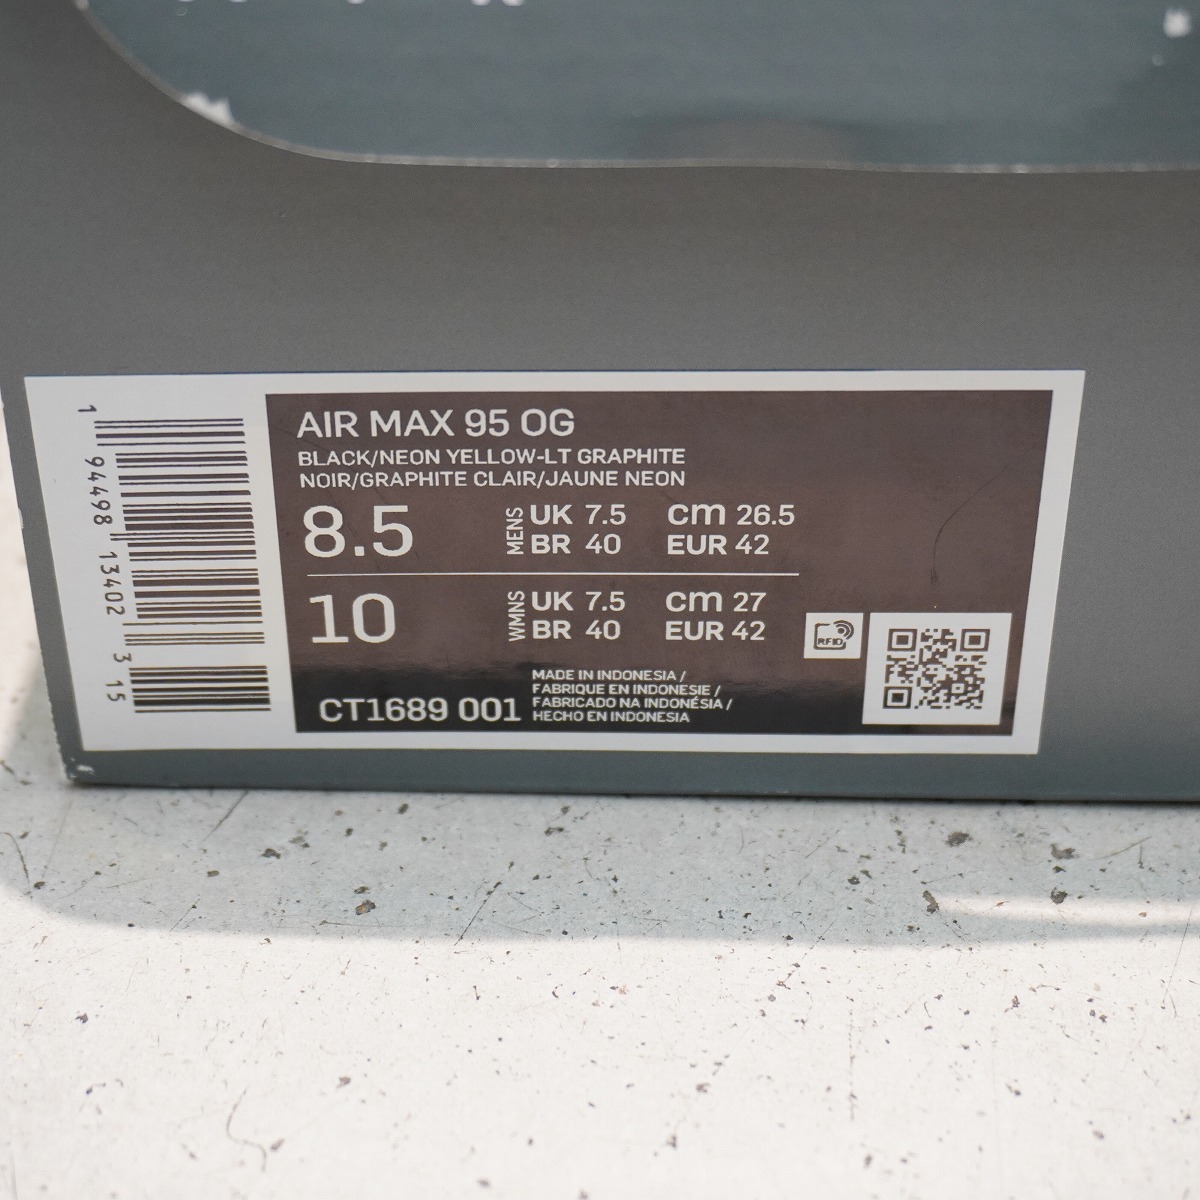 AIR MAX 95 OG
BLACK/NEON YELLOW-LT GRAPHITE
NOIR/GRAPHITE CLAIR/JAUNE NEON
8.5 MENS UK 7.5 cm 26.5
BR 40 EUR 42
10 WMNS UK 7.5 cm 27
BR 40 EUR 42
RFID
CT1689 001
MADE IN INDONESIA /
FABRIQUE EN INDONESIE /
FABRICADO NA INDONÉSIA /
HECHO EN INDONESIA
1 94498 13402 3 15